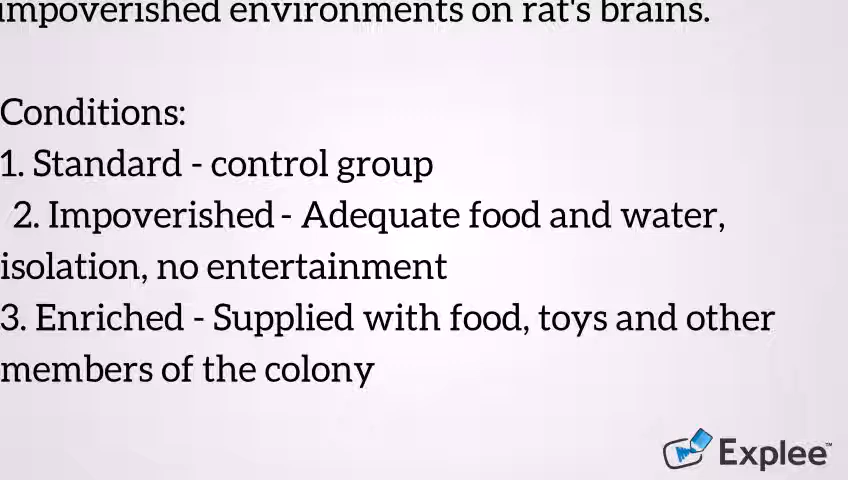 impoverished environments on rat's brains.
Conditions:
1. Standard - control group
2. Impoverished - Adequate food and water,
isolation, no entertainment
3. Enriched - Supplied with food, toys and other
members of the colony
Explee™